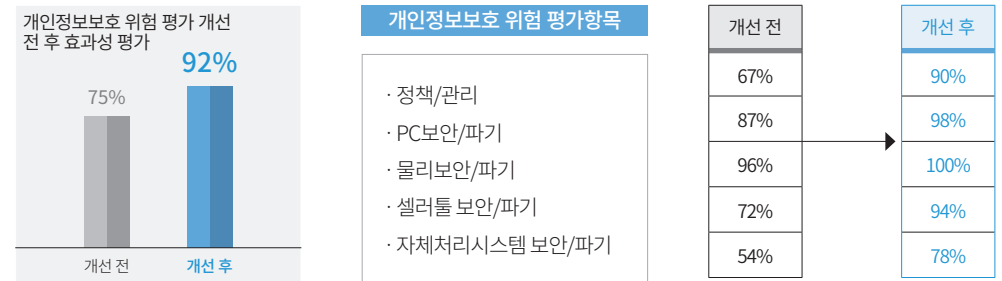 개인정보보호 위험 평가 개선
전 후 효과성 평가
92%
75%
개선 전
개선 후
개인정보보호 위험 평가항목
· 정책/관리
· PC보안/파기
· 물리보안/파기
· 셀러툴 보안/파기
· 자체처리시스템 보안/파기
개선 전
개선 후
67%
90%
87%
98%
96%
100%
72%
94%
54%
78%